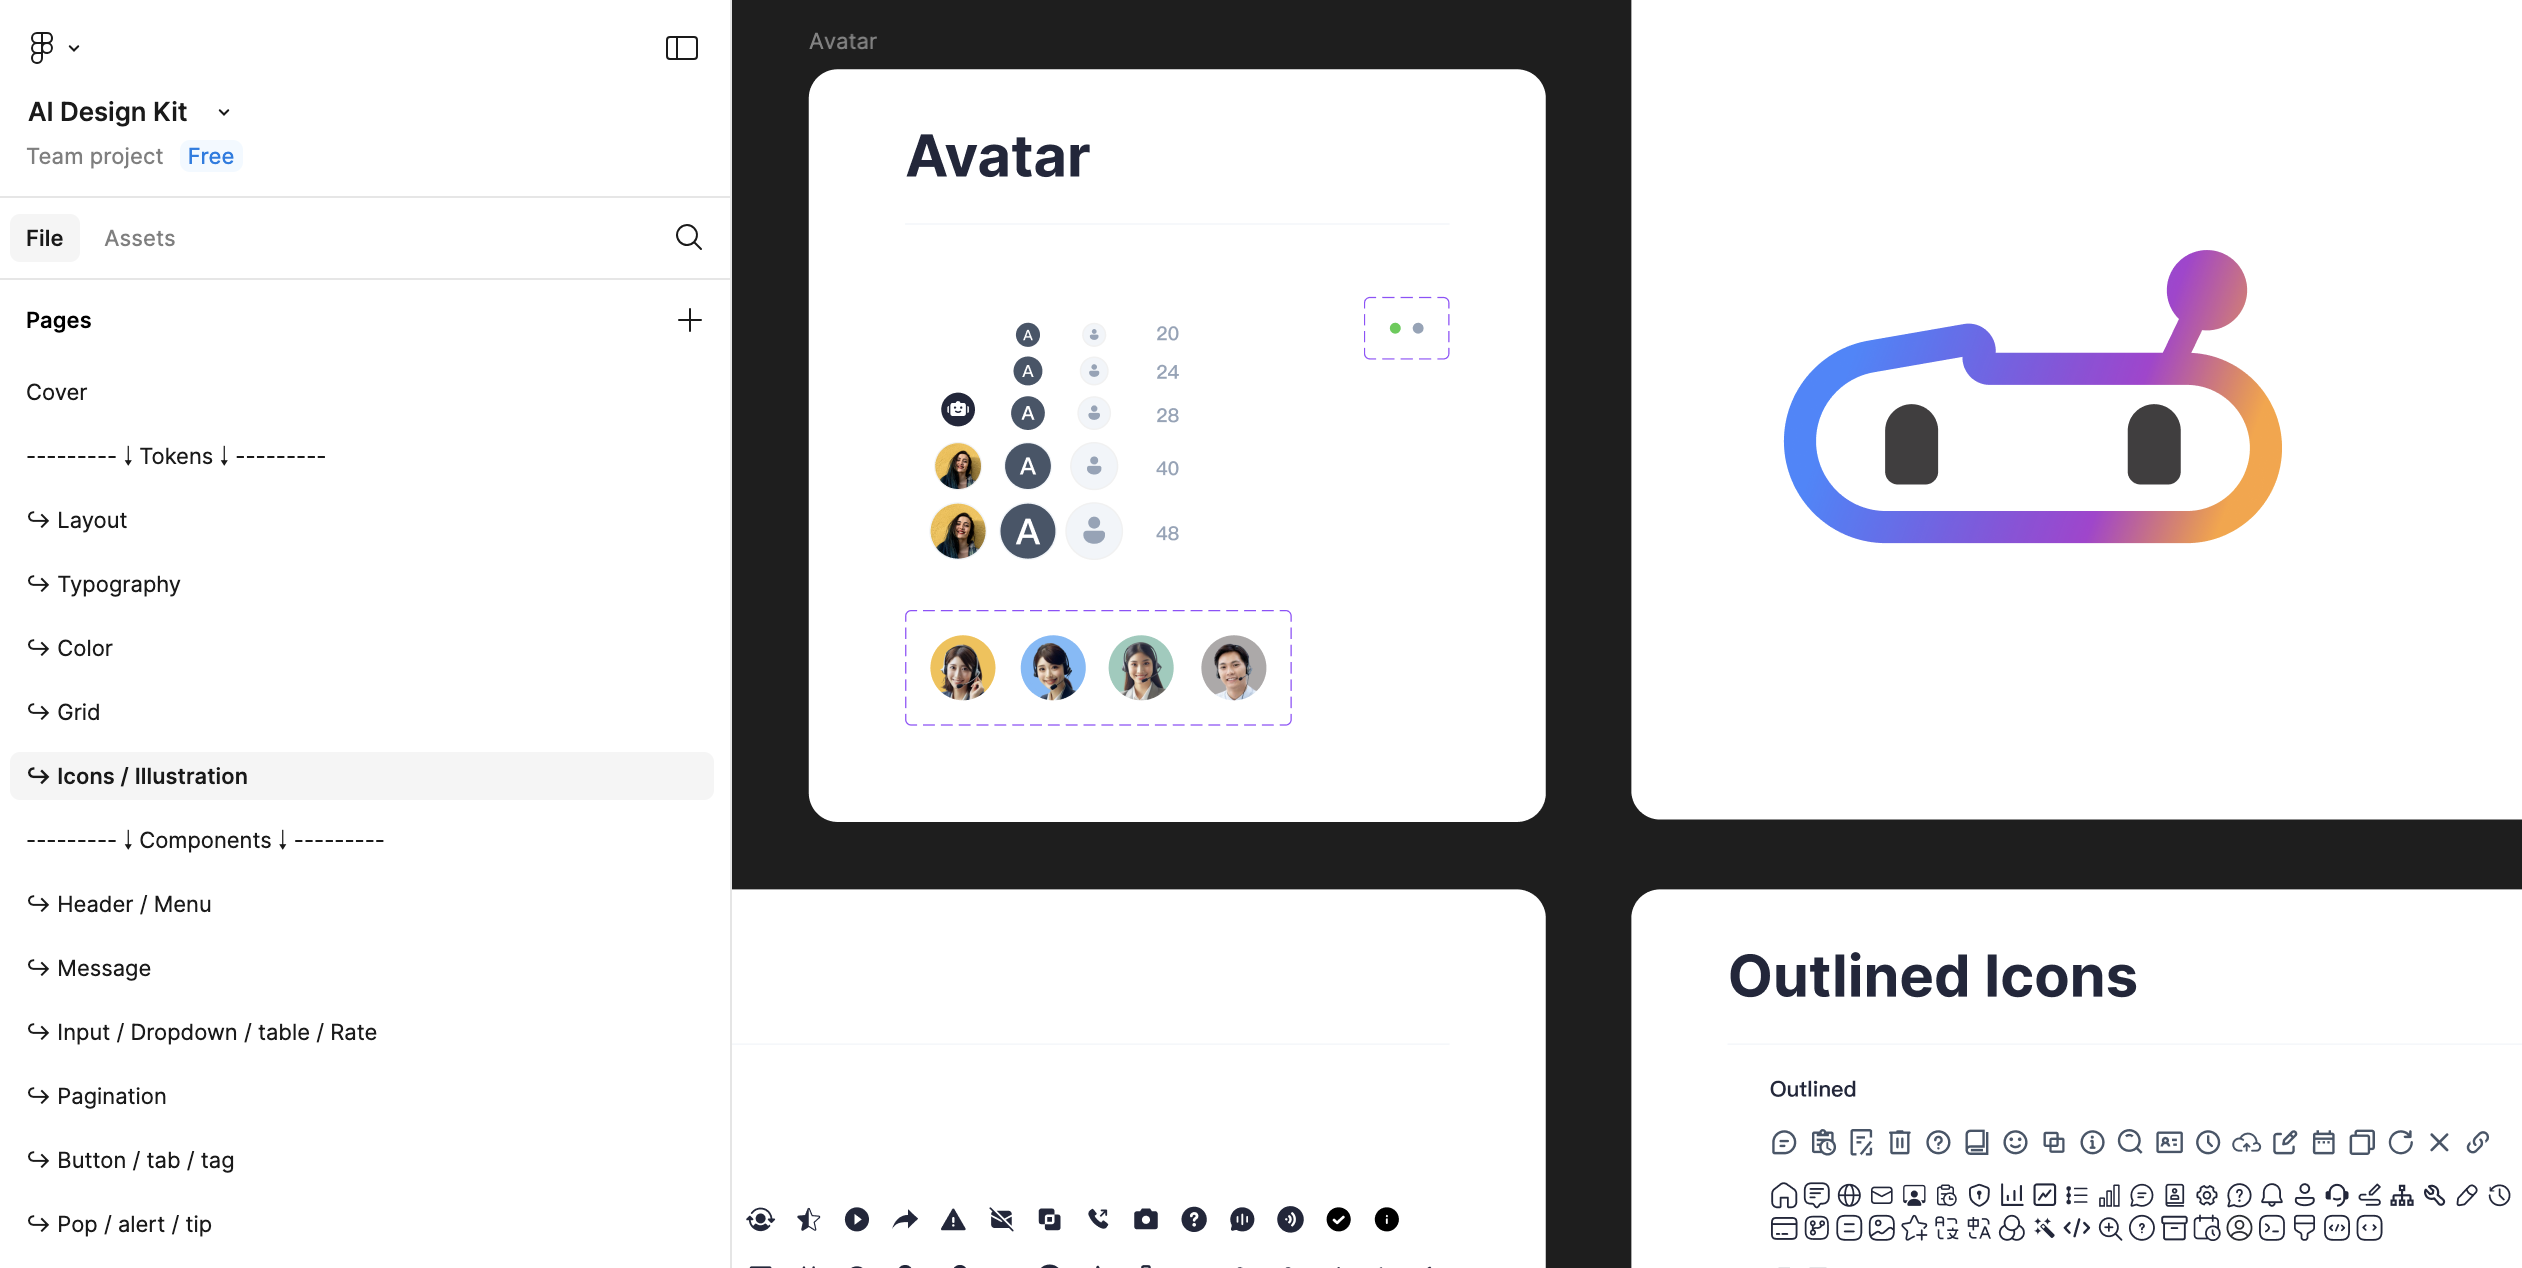 AI Design Kit
Team project Free
File Assets
Pages
Cover
--------- ↓ Tokens ↓ ---------
↪ Layout
↪ Typography
↪ Color
↪ Grid
↪ Icons / Illustration
--------- ↓ Components ↓ ---------
↪ Header / Menu
↪ Message
↪ Input / Dropdown / table / Rate
↪ Pagination
↪ Button / tab / tag
↪ Pop / alert / tip
Avatar
Avatar
A 20
A 24
A 28
A 40
A 48
Outlined Icons
Outlined